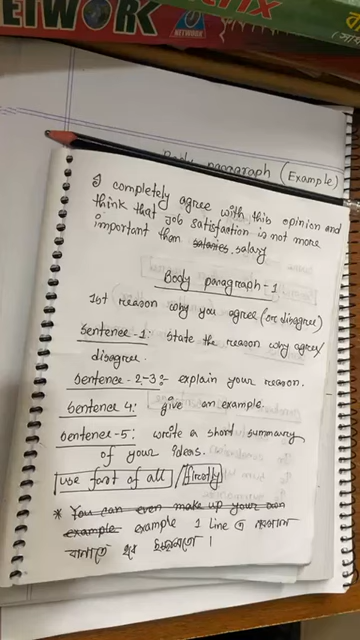 ETWORK
NETWORK
Body paragraph (Example)
I completely agree with this opinion and
think that job satisfaction is not more
important than salaries. salary
Body paragraph-1
1st reason why you agree (or disagree)
Sentence-1: State the reason why agree/
disagree.
Sentence-2-3:- explain your reason.
Sentence 4: give an example.
Sentence-5: write a short summary
of your ideas.
use fast of all / Firstly
* You can even make up your own
example example 1 Line এ
বানাতে হবে